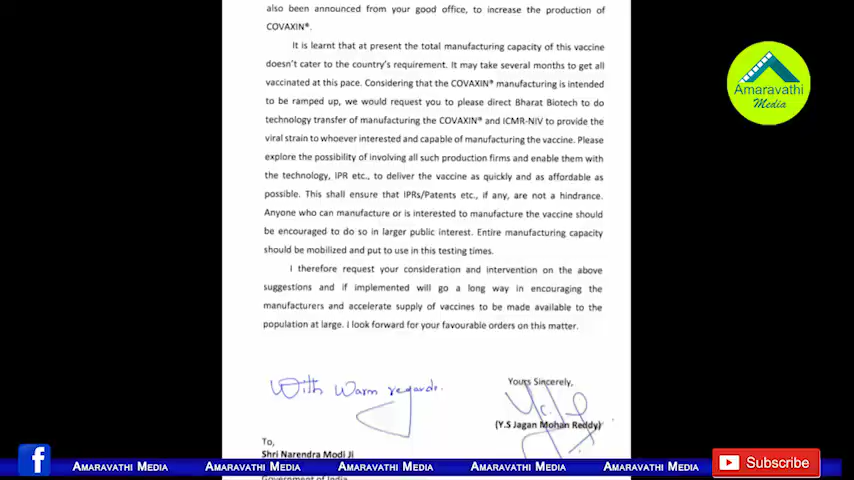 also been announced from your good office, to increase the production of
COVAXIN®.
It is learnt that at present the total manufacturing capacity of this vaccine
doesn't cater to the country's requirement. It may take several months to get all
vaccinated at this pace. Considering that the COVAXIN® manufacturing is intended
to be ramped up, we would request you to please direct Bharat Biotech to do
technology transfer of manufacturing the COVAXIN® and ICMR-NIV to provide the
viral strain to whoever interested and capable of manufacturing the vaccine. Please
explore the possibility of involving all such production firms and enable them with
the technology, IPR etc., to deliver the vaccine as quickly and as affordable as
possible. This shall ensure that IPRs/Patents etc., if any, are not a hindrance.
Anyone who can manufacture or is interested to manufacture the vaccine should
be encouraged to do so in larger public interest. Entire manufacturing capacity
should be mobilized and put to use in this testing times.
I therefore request your consideration and intervention on the above
suggestions and if implemented will go a long way in encouraging the
manufacturers and accelerate supply of vaccines to be made available to the
population at large. I look forward for your favourable orders on this matter.
With warm regards.
Yours Sincerely,
(Y.S Jagan Mohan Reddy)
To,
Shri Narendra Modi Ji
Government of India
Amaravathi
Media
f
Amaravathi Media Amaravathi Media Amaravathi Media Amaravathi Media Amaravathi Media
Subscribe